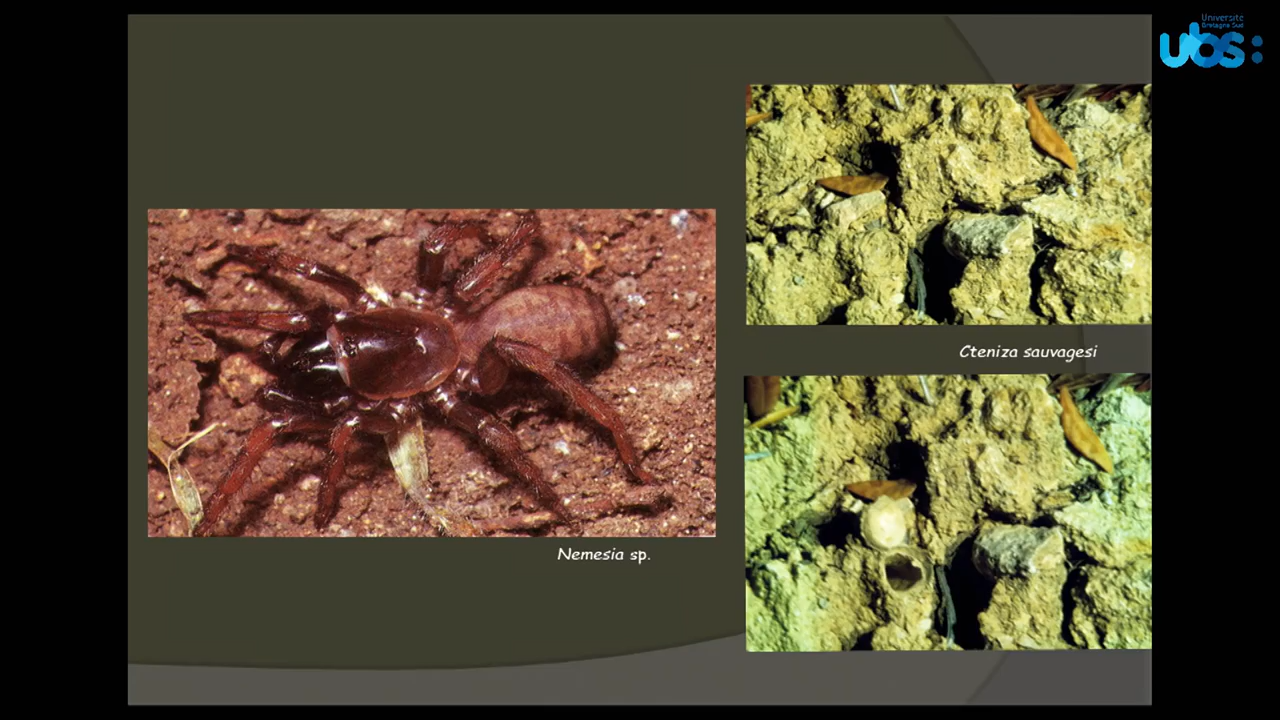 Université
Bretagne Sud
ubs:
Cteniza sauvagesi
Nemesia sp.